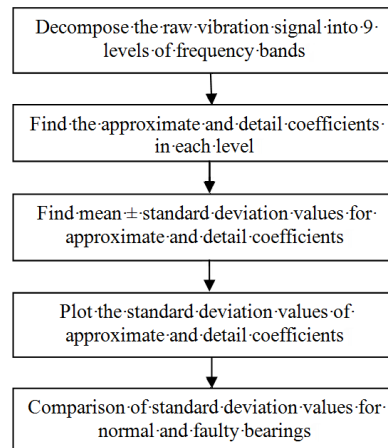 Decompose the raw vibration signal into 9
levels of frequency bands
Find the approximate and detail coefficients
in each level
Find mean ± standard deviation values for
approximate and detail coefficients
Plot the standard deviation values of
approximate and detail coefficients
Comparison of standard deviation values for
normal and faulty bearings